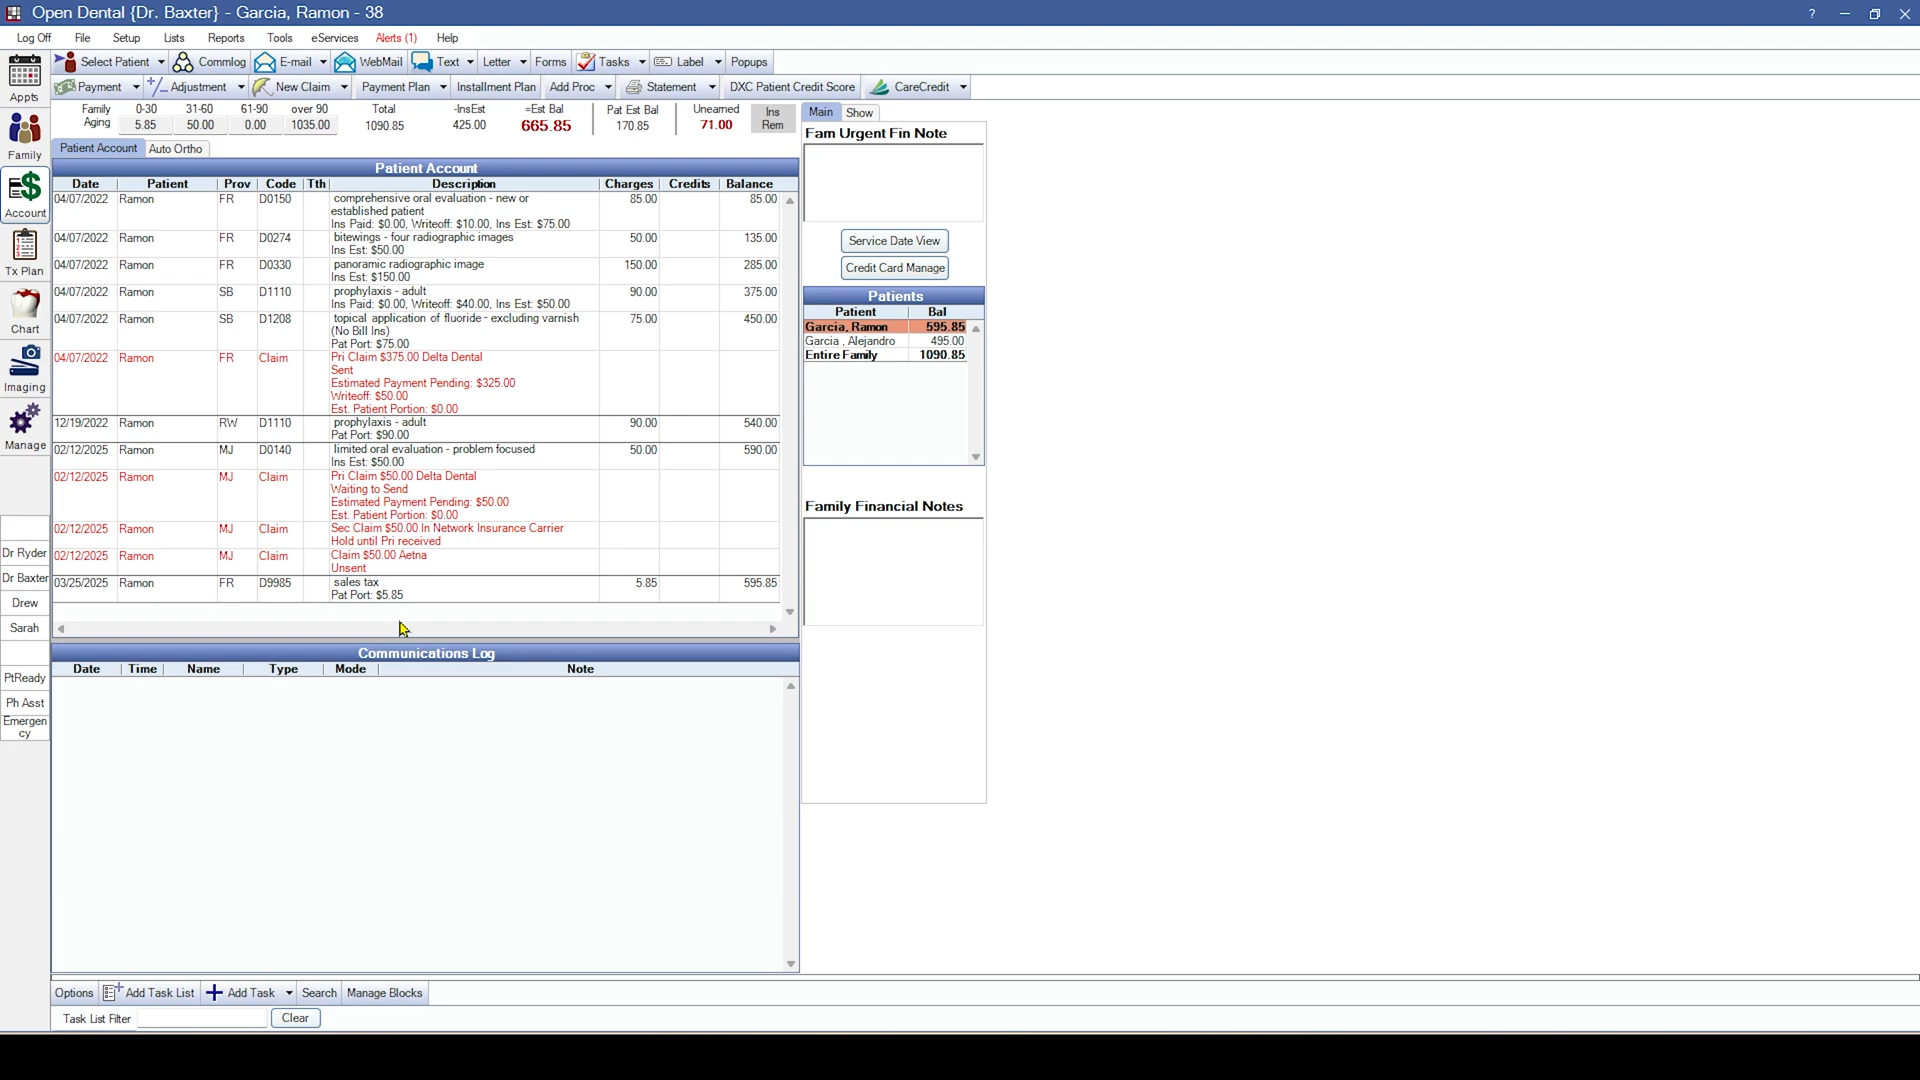 Open Dental {Dr. Baxter} - Garcia, Ramon - 38
?
Log Off File Setup Lists Reports Tools eServices Alerts (1) Help
Select Patient Commlog E-mail WebMail Text Letter Forms Tasks Label Popups
Payment Adjustment New Claim Payment Plan Installment Plan Add Proc Statement DXC Patient Credit Score CareCredit
Appts
Family
Account
Tx Plan
Chart
Imaging
Manage
Dr Ryder
Dr Baxter
Drew
Sarah
PtReady
Ph Asst
Emergen
cy
Family Aging 0-30 31-60 61-90 over 90 Total -InsEst =Est Bal Pat Est Bal Unearned Ins Rem
5.85 50.00 0.00 1035.00 1090.85 425.00 665.85 170.85 71.00
Patient Account Auto Ortho
Patient Account
Date Patient Prov Code Tth Description Charges Credits Balance
04/07/2022 Ramon FR D0150 comprehensive oral evaluation - new or 85.00 85.00
established patient
Ins Paid: $0.00, Writeoff: $10.00, Ins Est: $75.00
04/07/2022 Ramon FR D0274 bitewings - four radiographic images 50.00 135.00
Ins Est: $50.00
04/07/2022 Ramon FR D0330 panoramic radiographic image 150.00 285.00
Ins Est: $150.00
04/07/2022 Ramon SB D1110 prophylaxis - adult 90.00 375.00
Ins Paid: $0.00, Writeoff: $40.00, Ins Est: $50.00
04/07/2022 Ramon SB D1208 topical application of fluoride - excluding varnish 75.00 450.00
(No Bill Ins)
Pat Port: $75.00
04/07/2022 Ramon FR Claim Pri Claim $375.00 Delta Dental
Sent
Estimated Payment Pending: $325.00
Writeoff: $50.00
Est. Patient Portion: $0.00
12/19/2022 Ramon RW D1110 prophylaxis - adult 90.00 540.00
Pat Port: $90.00
02/12/2025 Ramon MJ D0140 limited oral evaluation - problem focused 50.00 590.00
Ins Est: $50.00
02/12/2025 Ramon MJ Claim Pri Claim $50.00 Delta Dental
Waiting to Send
Estimated Payment Pending: $50.00
Est. Patient Portion: $0.00
02/12/2025 Ramon MJ Claim Sec Claim $50.00 In Network Insurance Carrier
Hold until Pri received
02/12/2025 Ramon MJ Claim Claim $50.00 Aetna
Unsent
03/25/2025 Ramon FR D9985 sales tax 5.85 595.85
Pat Port: $5.85
Communications Log
Date Time Name Type Mode Note
Main Show
Fam Urgent Fin Note
Service Date View
Credit Card Manage
Patients
Patient Bal
Garcia, Ramon 595.85
Garcia , Alejandro 495.00
Entire Family 1090.85
Family Financial Notes
Options Add Task List Add Task Search Manage Blocks
Task List Filter Clear